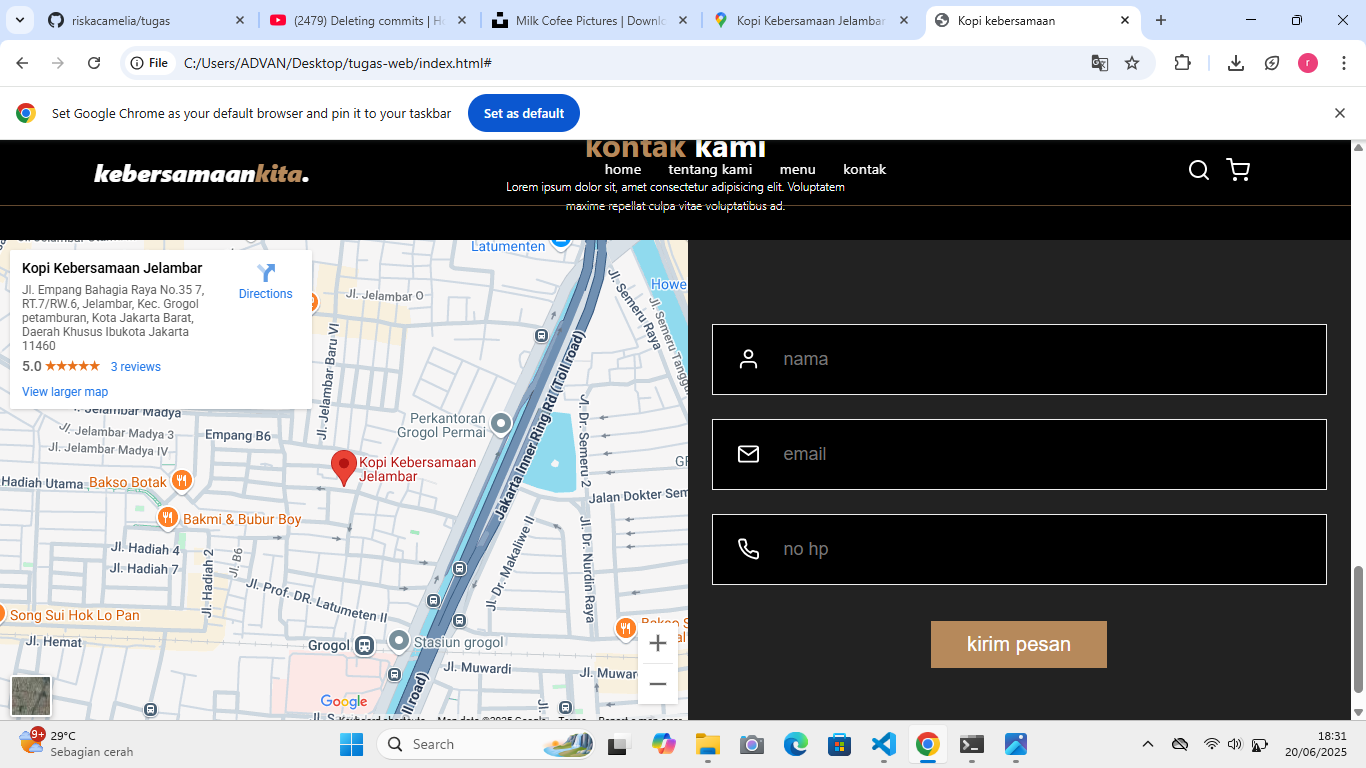 riskacamelia/tugas
(2479) Deleting commits | H
Milk Cofee Pictures | Downl
Kopi Kebersamaan Jelambar
Kopi kebersamaan
File
C:/Users/ADVAN/Desktop/tugas-web/index.html#
r
Set Google Chrome as your default browser and pin it to your taskbar
Set as default
kontak kami
kebersamaankita.
home
tentang kami
menu
kontak
Lorem ipsum dolor sit, amet consectetur adipisicing elit. Voluptatem
maxime repellat culpa vitae voluptatibus ad.
Kopi Kebersamaan Jelambar
Jl. Empang Bahagia Raya No.35 7,
RT.7/RW.6, Jelambar, Kec. Grogol
petamburan, Kota Jakarta Barat,
Daerah Khusus Ibukota Jakarta
11460
5.0 ★★★★★ 3 reviews
View larger map
Directions
Latumenten
Jl. Jelambar O
Howe
Jl. Semeru Raya
Jl. Semeru Tangg
Jl. Jelambar Baru VI
Jelambar Madya
Jl. Jelambar Madya 3
Jl. Jelambar Madya IV
Empang B6
Perkantoran
Grogol Permai
Jakarta Inner Ring Rd (Toll road)
Jl. Dr. Semeru 2
Hadiah Utama
Bakso Botak
Kopi Kebersamaan
Jelambar
Jalan Dokter Sem
Bakmi & Bubur Boy
Jl. Hadiah 4
Jl. Hadiah 7
Jl. Hadiah 2
Jl. B6
Jl. Dr. Makaliwe II
Jl. Dr. Nurdin Raya
Jl. Prof. DR. Latumeten II
Song Sui Hok Lo Pan
Jl. Hemat
Grogol
Stasiun grogol
Bakso S
Jl. Muwardi
Jl. Muwar
Google
Keyboard shortcuts
Map data ©2025 Google
Terms
Report a map error
nama
email
no hp
kirim pesan
9+
29°C
Sebagian cerah
Search
18:31
20/06/2025